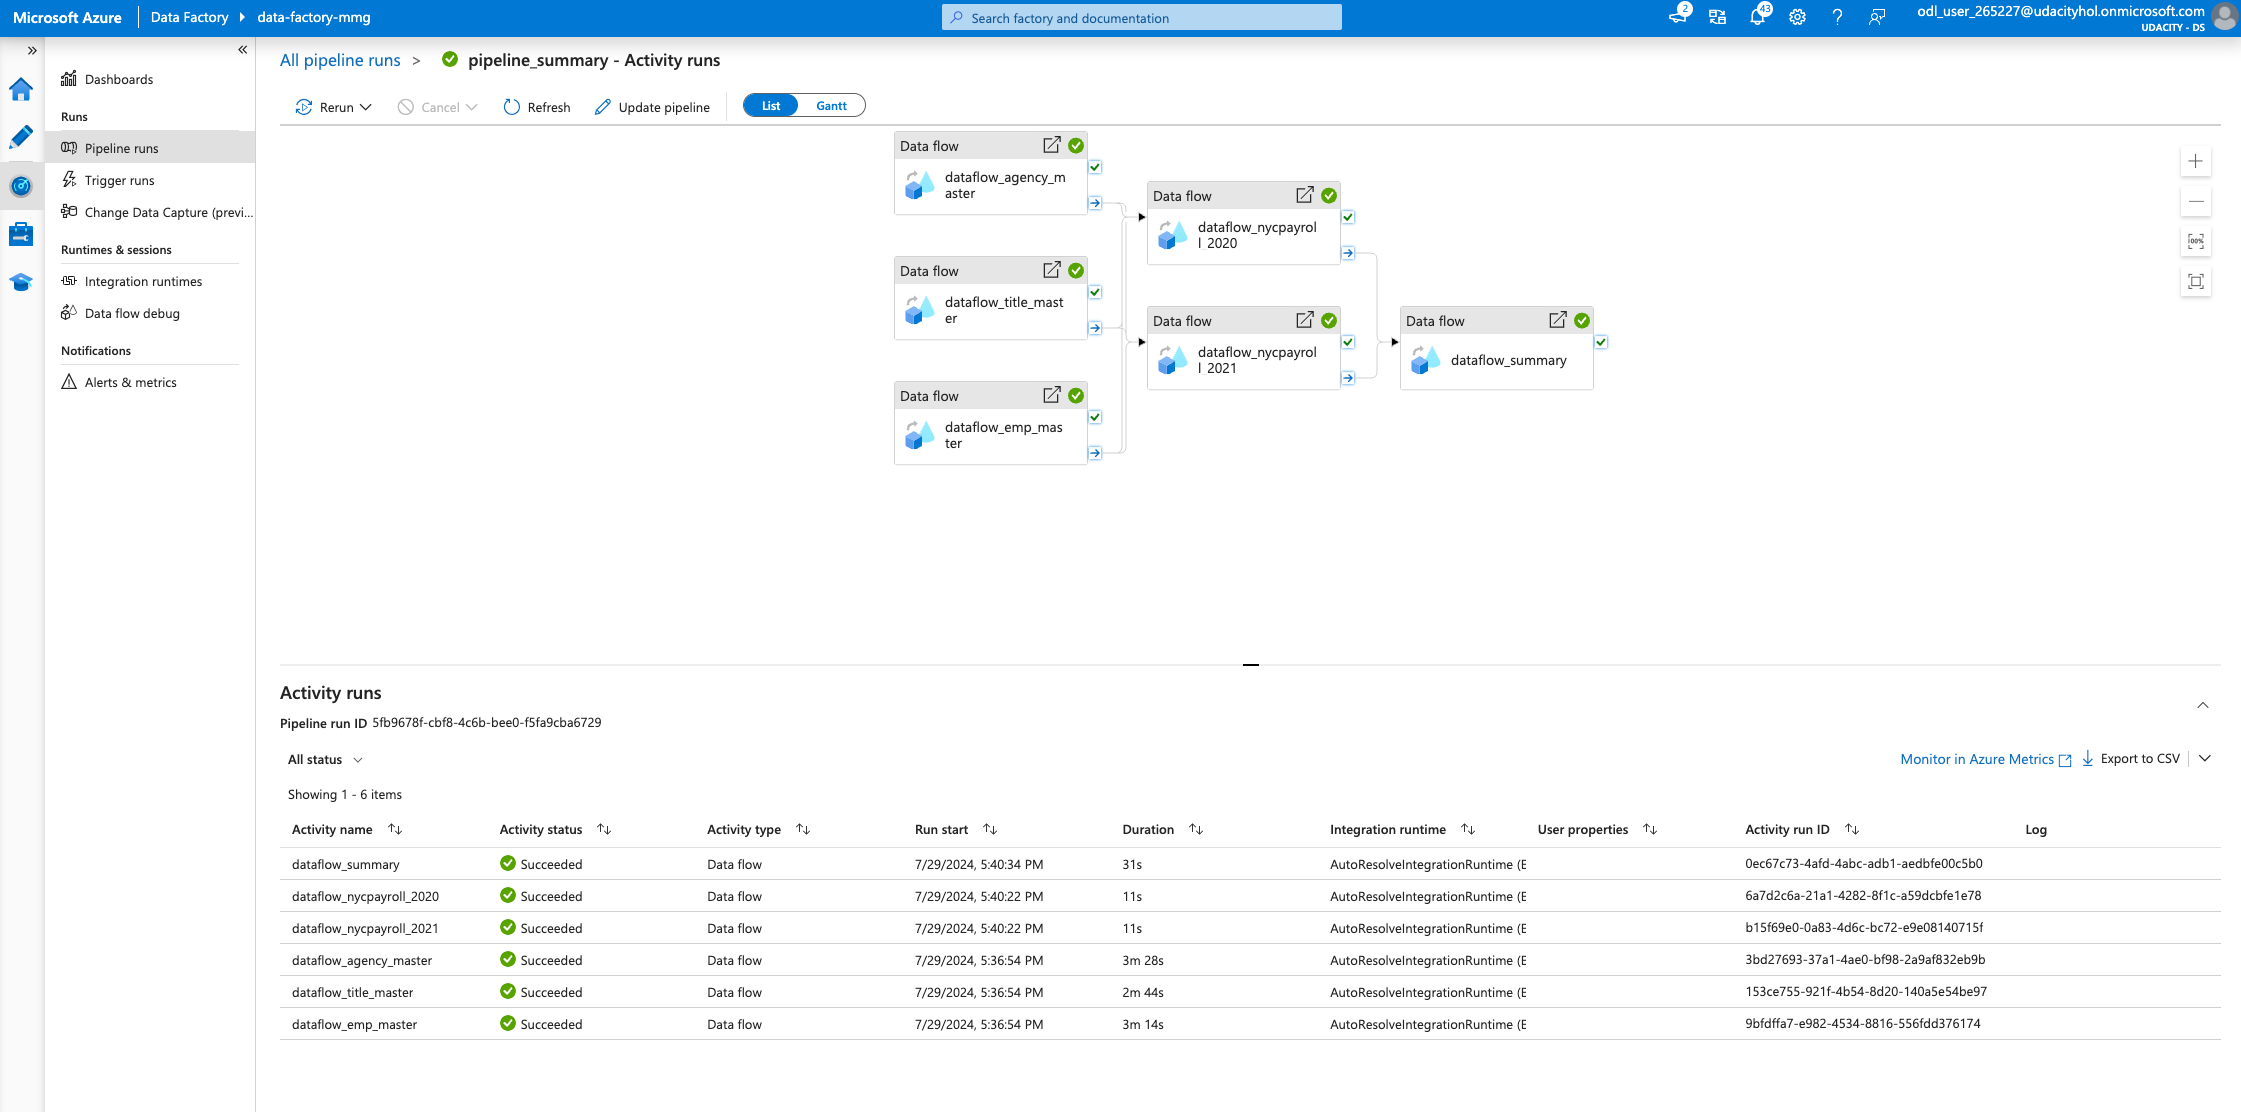 Microsoft Azure
Data Factory
data-factory-mmg
Search factory and documentation
2
43
odl_user_265227@udacityhol.onmicrosoft.com
UDACITY - DS
Dashboards
Runs
Pipeline runs
Trigger runs
Change Data Capture (previ...
Runtimes & sessions
Integration runtimes
Data flow debug
Notifications
Alerts & metrics
All pipeline runs > pipeline_summary - Activity runs
Rerun
Cancel
Refresh
Update pipeline
List
Gantt
Data flow
dataflow_agency_m
aster
Data flow
dataflow_title_mast
er
Data flow
dataflow_emp_mas
ter
Data flow
dataflow_nycpayrol
l_2020
Data flow
dataflow_nycpayrol
l_2021
Data flow
dataflow_summary
100%
Activity runs
Pipeline run ID 5fb9678f-cbf8-4c6b-bee0-f5fa9cba6729
All status
Monitor in Azure Metrics
Export to CSV
Showing 1 - 6 items
Activity name Activity status Activity type Run start Duration Integration runtime User properties Activity run ID Log
dataflow_summary Succeeded Data flow 7/29/2024, 5:40:34 PM 31s AutoResolveIntegrationRuntime (E 0ec67c73-4afd-4abc-adb1-aedbfe00c5b0
dataflow_nycpayroll_2020 Succeeded Data flow 7/29/2024, 5:40:22 PM 11s AutoResolveIntegrationRuntime (E 6a7d2c6a-21a1-4282-8f1c-a59dcbfe1e78
dataflow_nycpayroll_2021 Succeeded Data flow 7/29/2024, 5:40:22 PM 11s AutoResolveIntegrationRuntime (E b15f69e0-0a83-4d6c-bc72-e9e08140715f
dataflow_agency_master Succeeded Data flow 7/29/2024, 5:36:54 PM 3m 28s AutoResolveIntegrationRuntime (E 3bd27693-37a1-4ae0-bf98-2a9af832eb9b
dataflow_title_master Succeeded Data flow 7/29/2024, 5:36:54 PM 2m 44s AutoResolveIntegrationRuntime (E 153ce755-921f-4b54-8d20-140a5e54be97
dataflow_emp_master Succeeded Data flow 7/29/2024, 5:36:54 PM 3m 14s AutoResolveIntegrationRuntime (E 9bfdffa7-e982-4534-8816-556fdd376174